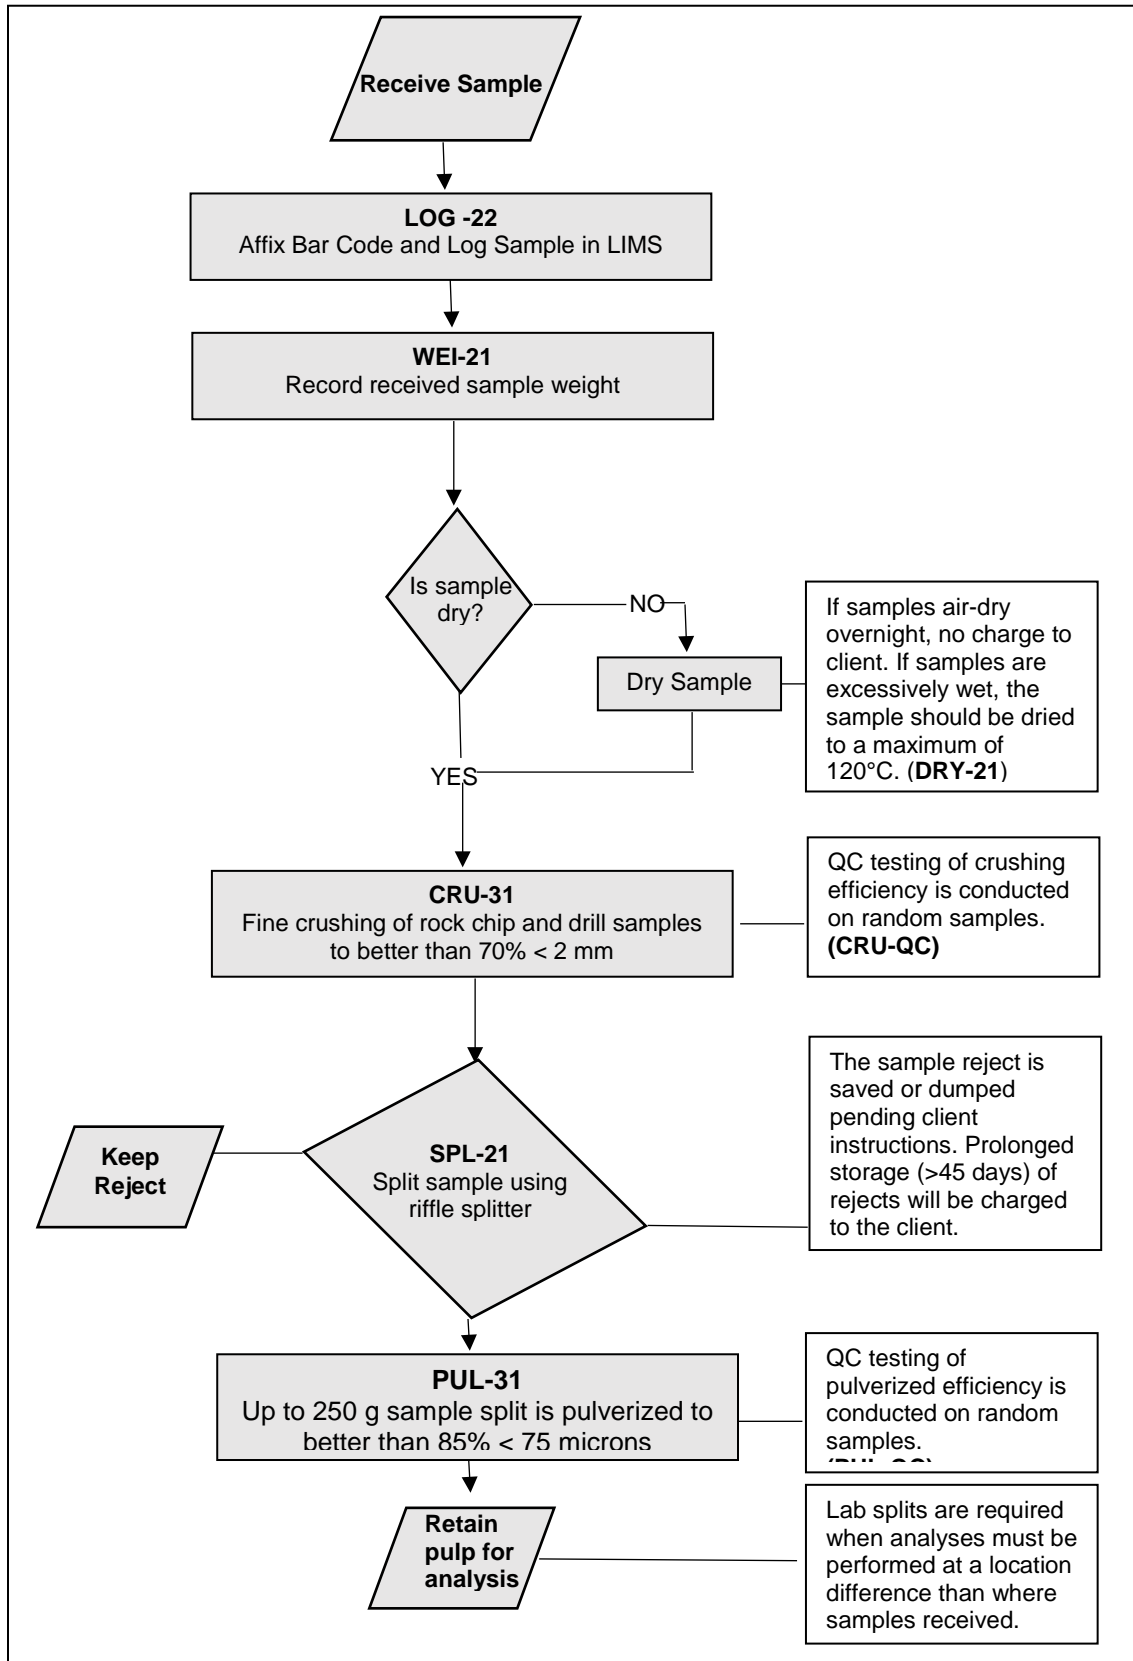 Receive Sample
LOG -22
Affix Bar Code and Log Sample in LIMS
WEI-21
Record received sample weight
Is sample
dry?
NO
Dry Sample
If samples air-dry
overnight, no charge to
client. If samples are
excessively wet, the
sample should be dried
to a maximum of
120°C. (DRY-21)
YES
CRU-31
Fine crushing of rock chip and drill samples
to better than 70% < 2 mm
QC testing of crushing
efficiency is conducted
on random samples.
(CRU-QC)
Keep
Reject
SPL-21
Split sample using
riffle splitter
The sample reject is
saved or dumped
pending client
instructions. Prolonged
storage (>45 days) of
rejects will be charged
to the client.
PUL-31
Up to 250 g sample split is pulverized to
better than 85% < 75 microns
QC testing of
pulverized efficiency is
conducted on random
samples.
(PUL-QC)
Retain
pulp for
analysis
Lab splits are required
when analyses must be
performed at a location
difference than where
samples received.